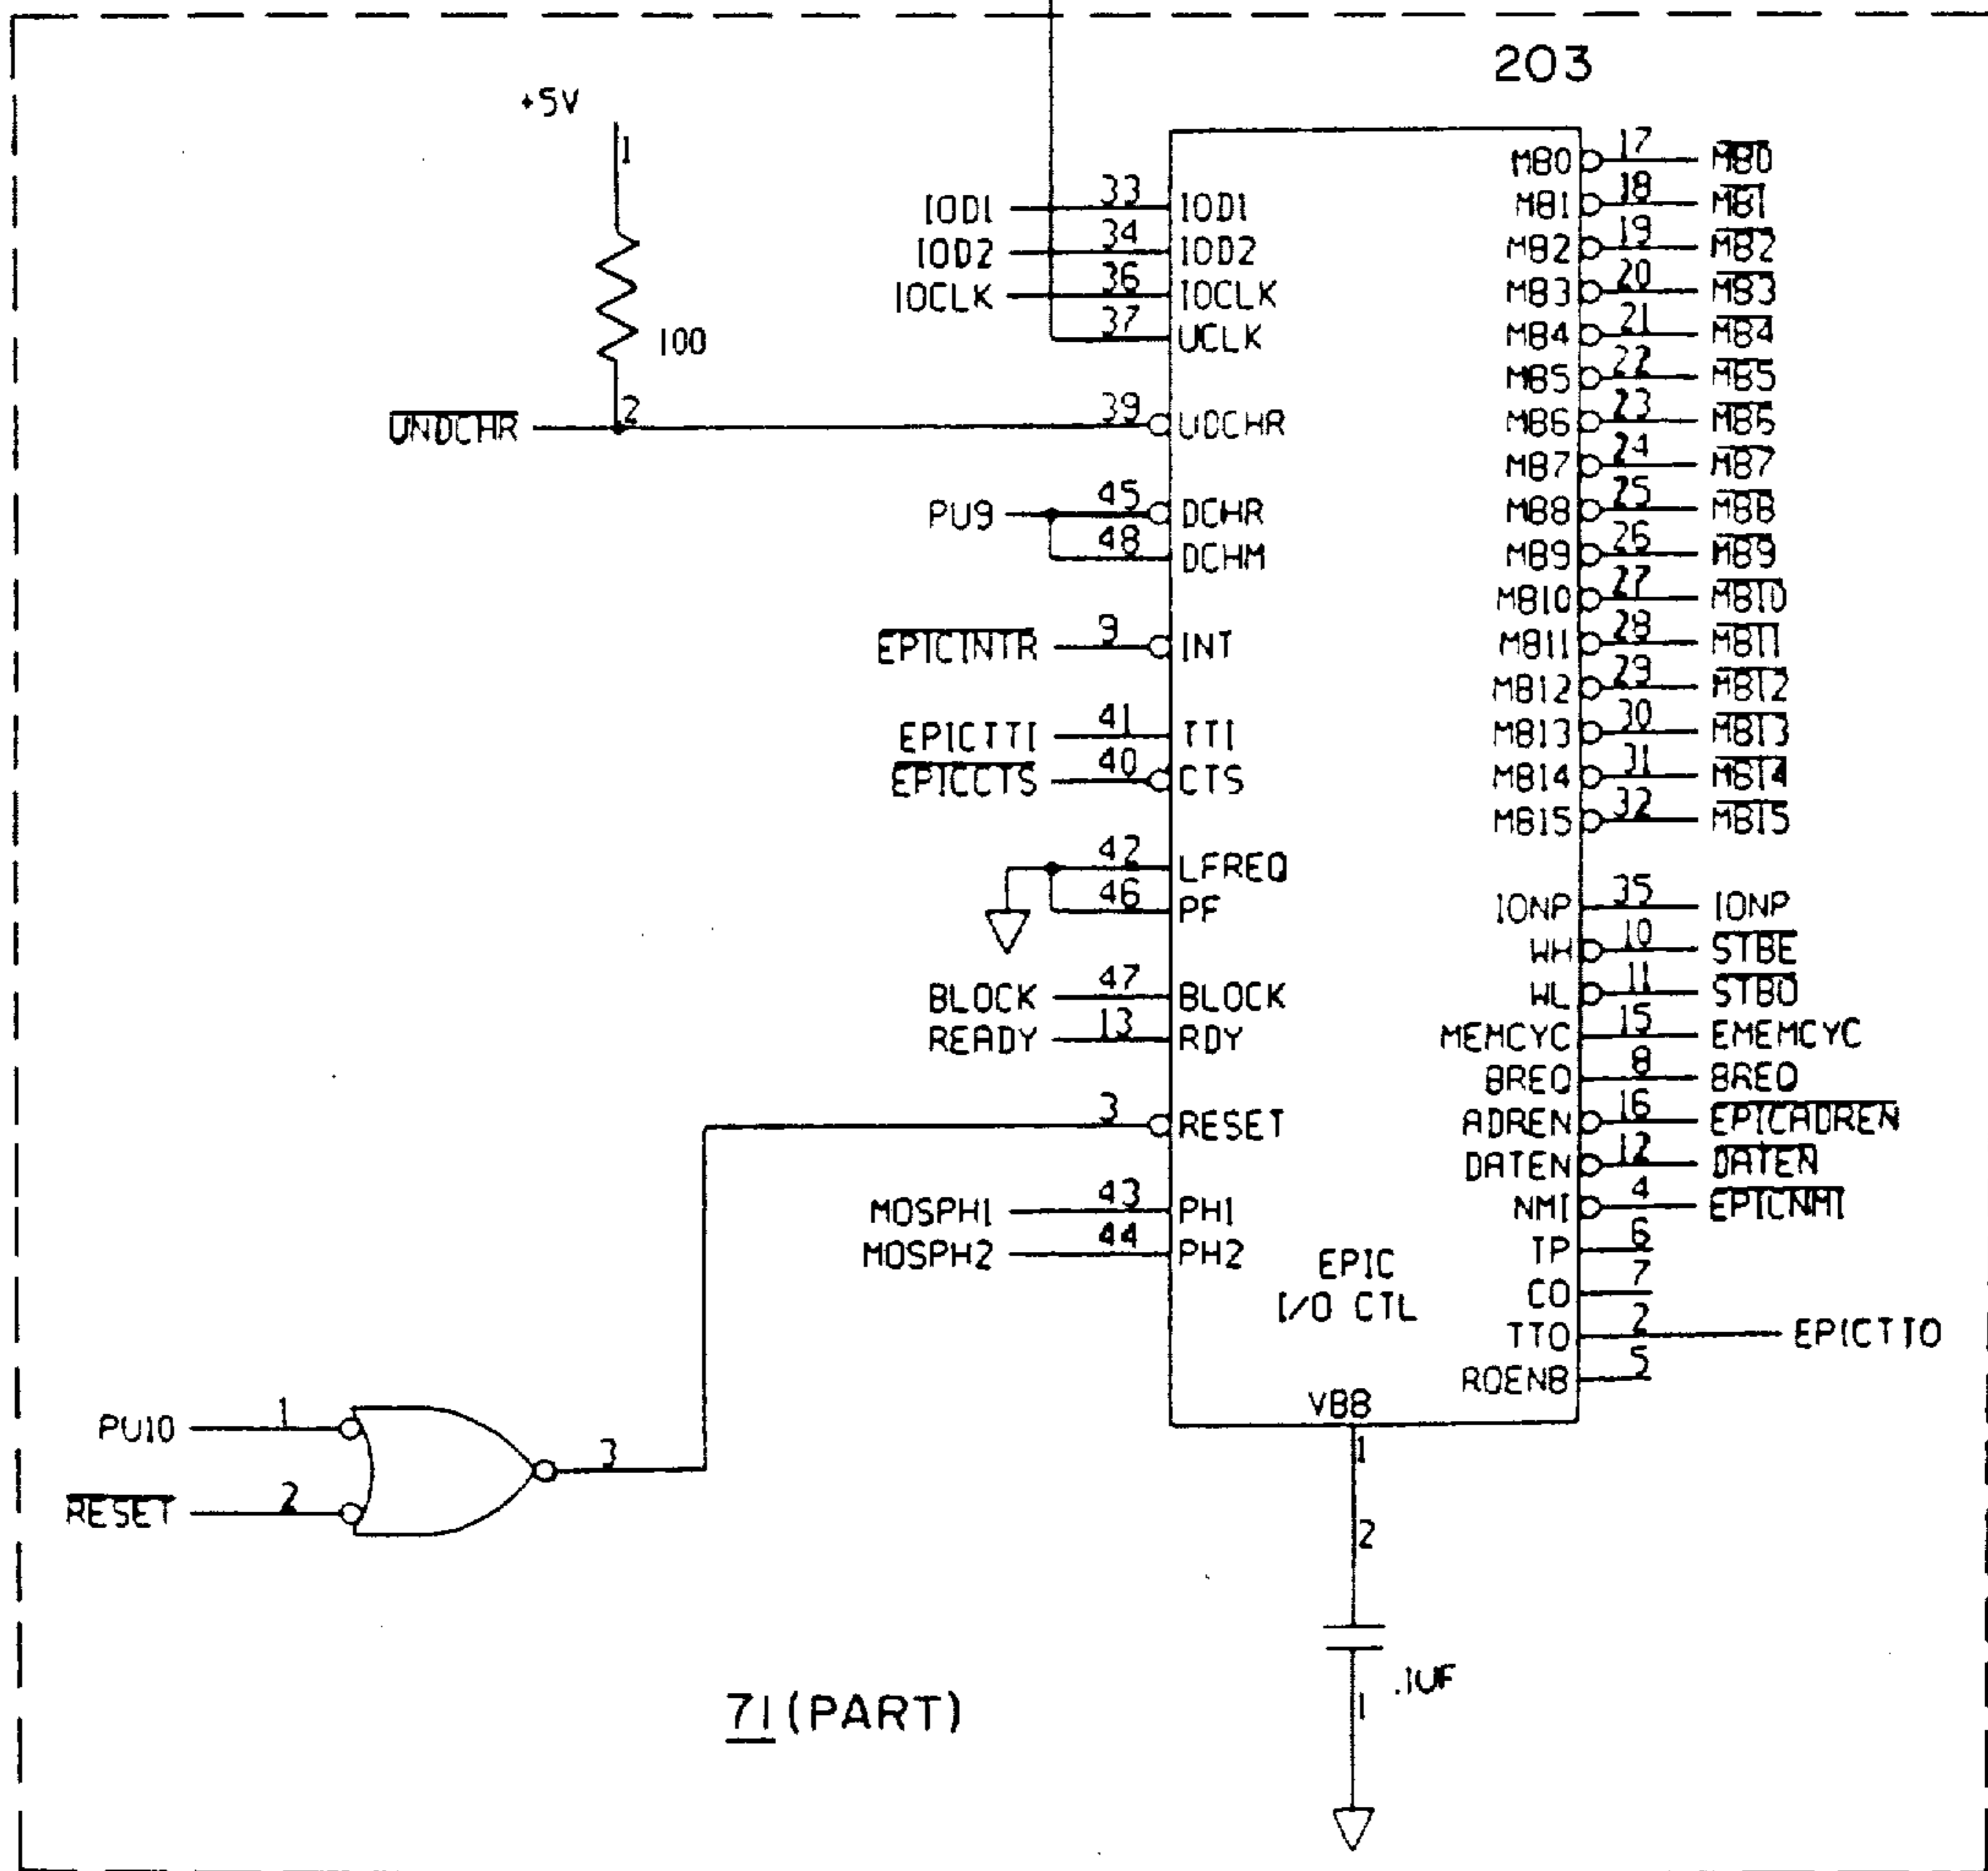 203
+5V
1
100
2
UNDCHR
39
UDCHR
IOD1 33 IOD1
IOD2 34 IOD2
IOCLK 36 IOCLK
37 UCLK
PU9 45 DCHR
48 DCHM
EPICINTR 9 INT
EPICTTI 41 TTI
EPICCTS 40 CTS
42 LFREQ
46 PF
BLOCK 47 BLOCK
READY 13 RDY
3 RESET
MOSPH1 43 PH1
MOSPH2 44 PH2
MB0 17 MB0
MB1 18 MB1
MB2 19 MB2
MB3 20 MB3
MB4 21 MB4
MB5 22 MB5
MB6 23 MB6
MB7 24 MB7
MB8 25 MB8
MB9 26 MB9
MB10 27 MB10
MB11 28 MB11
MB12 29 MB12
MB13 30 MB13
MB14 31 MB14
MB15 32 MB15
IONP 35 IONP
WH 10 STBE
WL 11 STBO
MEMCYC 15 EMEMCYC
BREQ 8 BREQ
ADREN 16 EPICADREN
DATEN 12 DATEN
NMI 4 EPICNMI
TP 6
CO 7
TTO 2 EPICTTO
RQENB 5
EPIC
I/O CTL
VBB
1
2
.1UF
1
PU10 1
RESET 2
3
71 (PART)